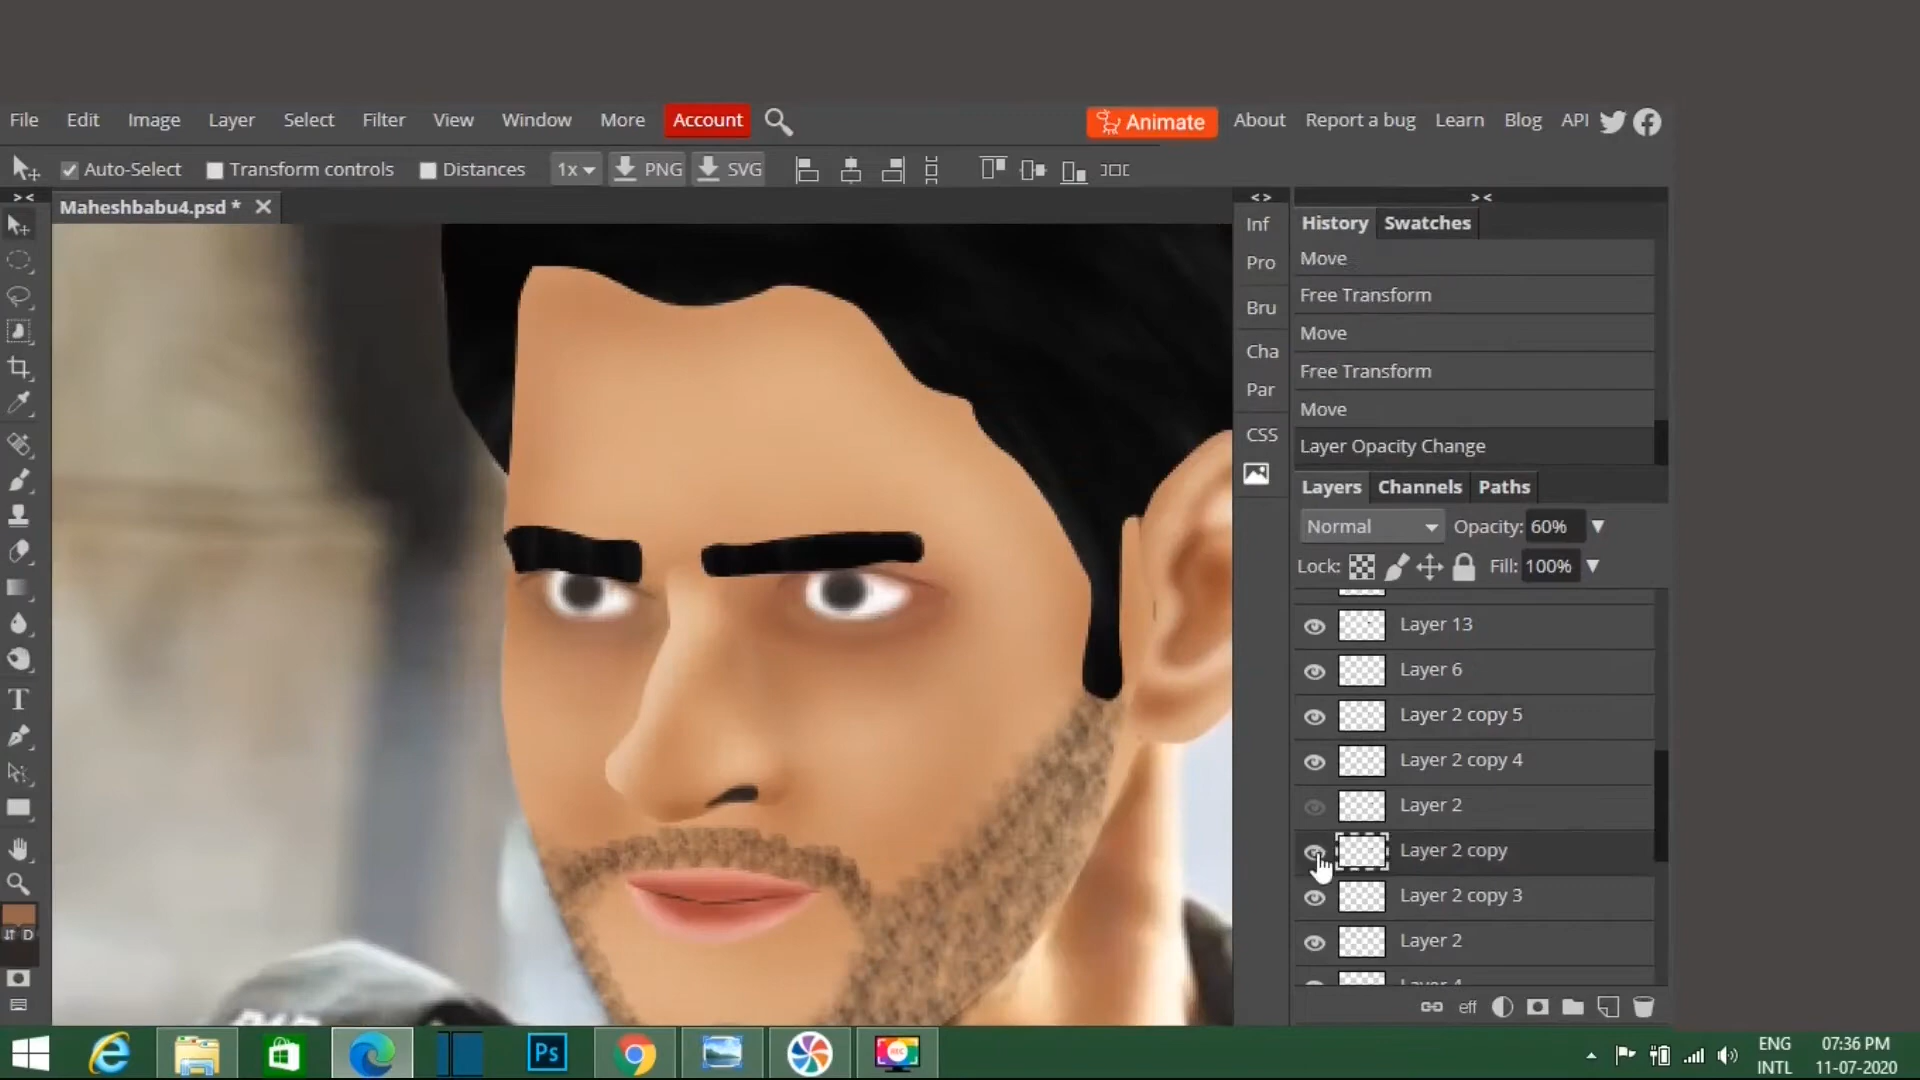 File Edit Image Layer Select Filter View Window More Account Animate About Report a bug Learn Blog API
Auto-Select Transform controls Distances 1x PNG SVG
> < < > > <
Maheshbabu4.psd *
Inf
Pro
Bru
Cha
Par
CSS
History Swatches
Move
Free Transform
Move
Free Transform
Move
Layer Opacity Change
Layers Channels Paths
Normal Opacity: 60%
Lock: Fill: 100%
Layer 13
Layer 6
Layer 2 copy 5
Layer 2 copy 4
Layer 2
Layer 2 copy
Layer 2 copy 3
Layer 2
Layer 4
eff
T
D
Ps
REC
ENG
INTL
07:36 PM
11-07-2020